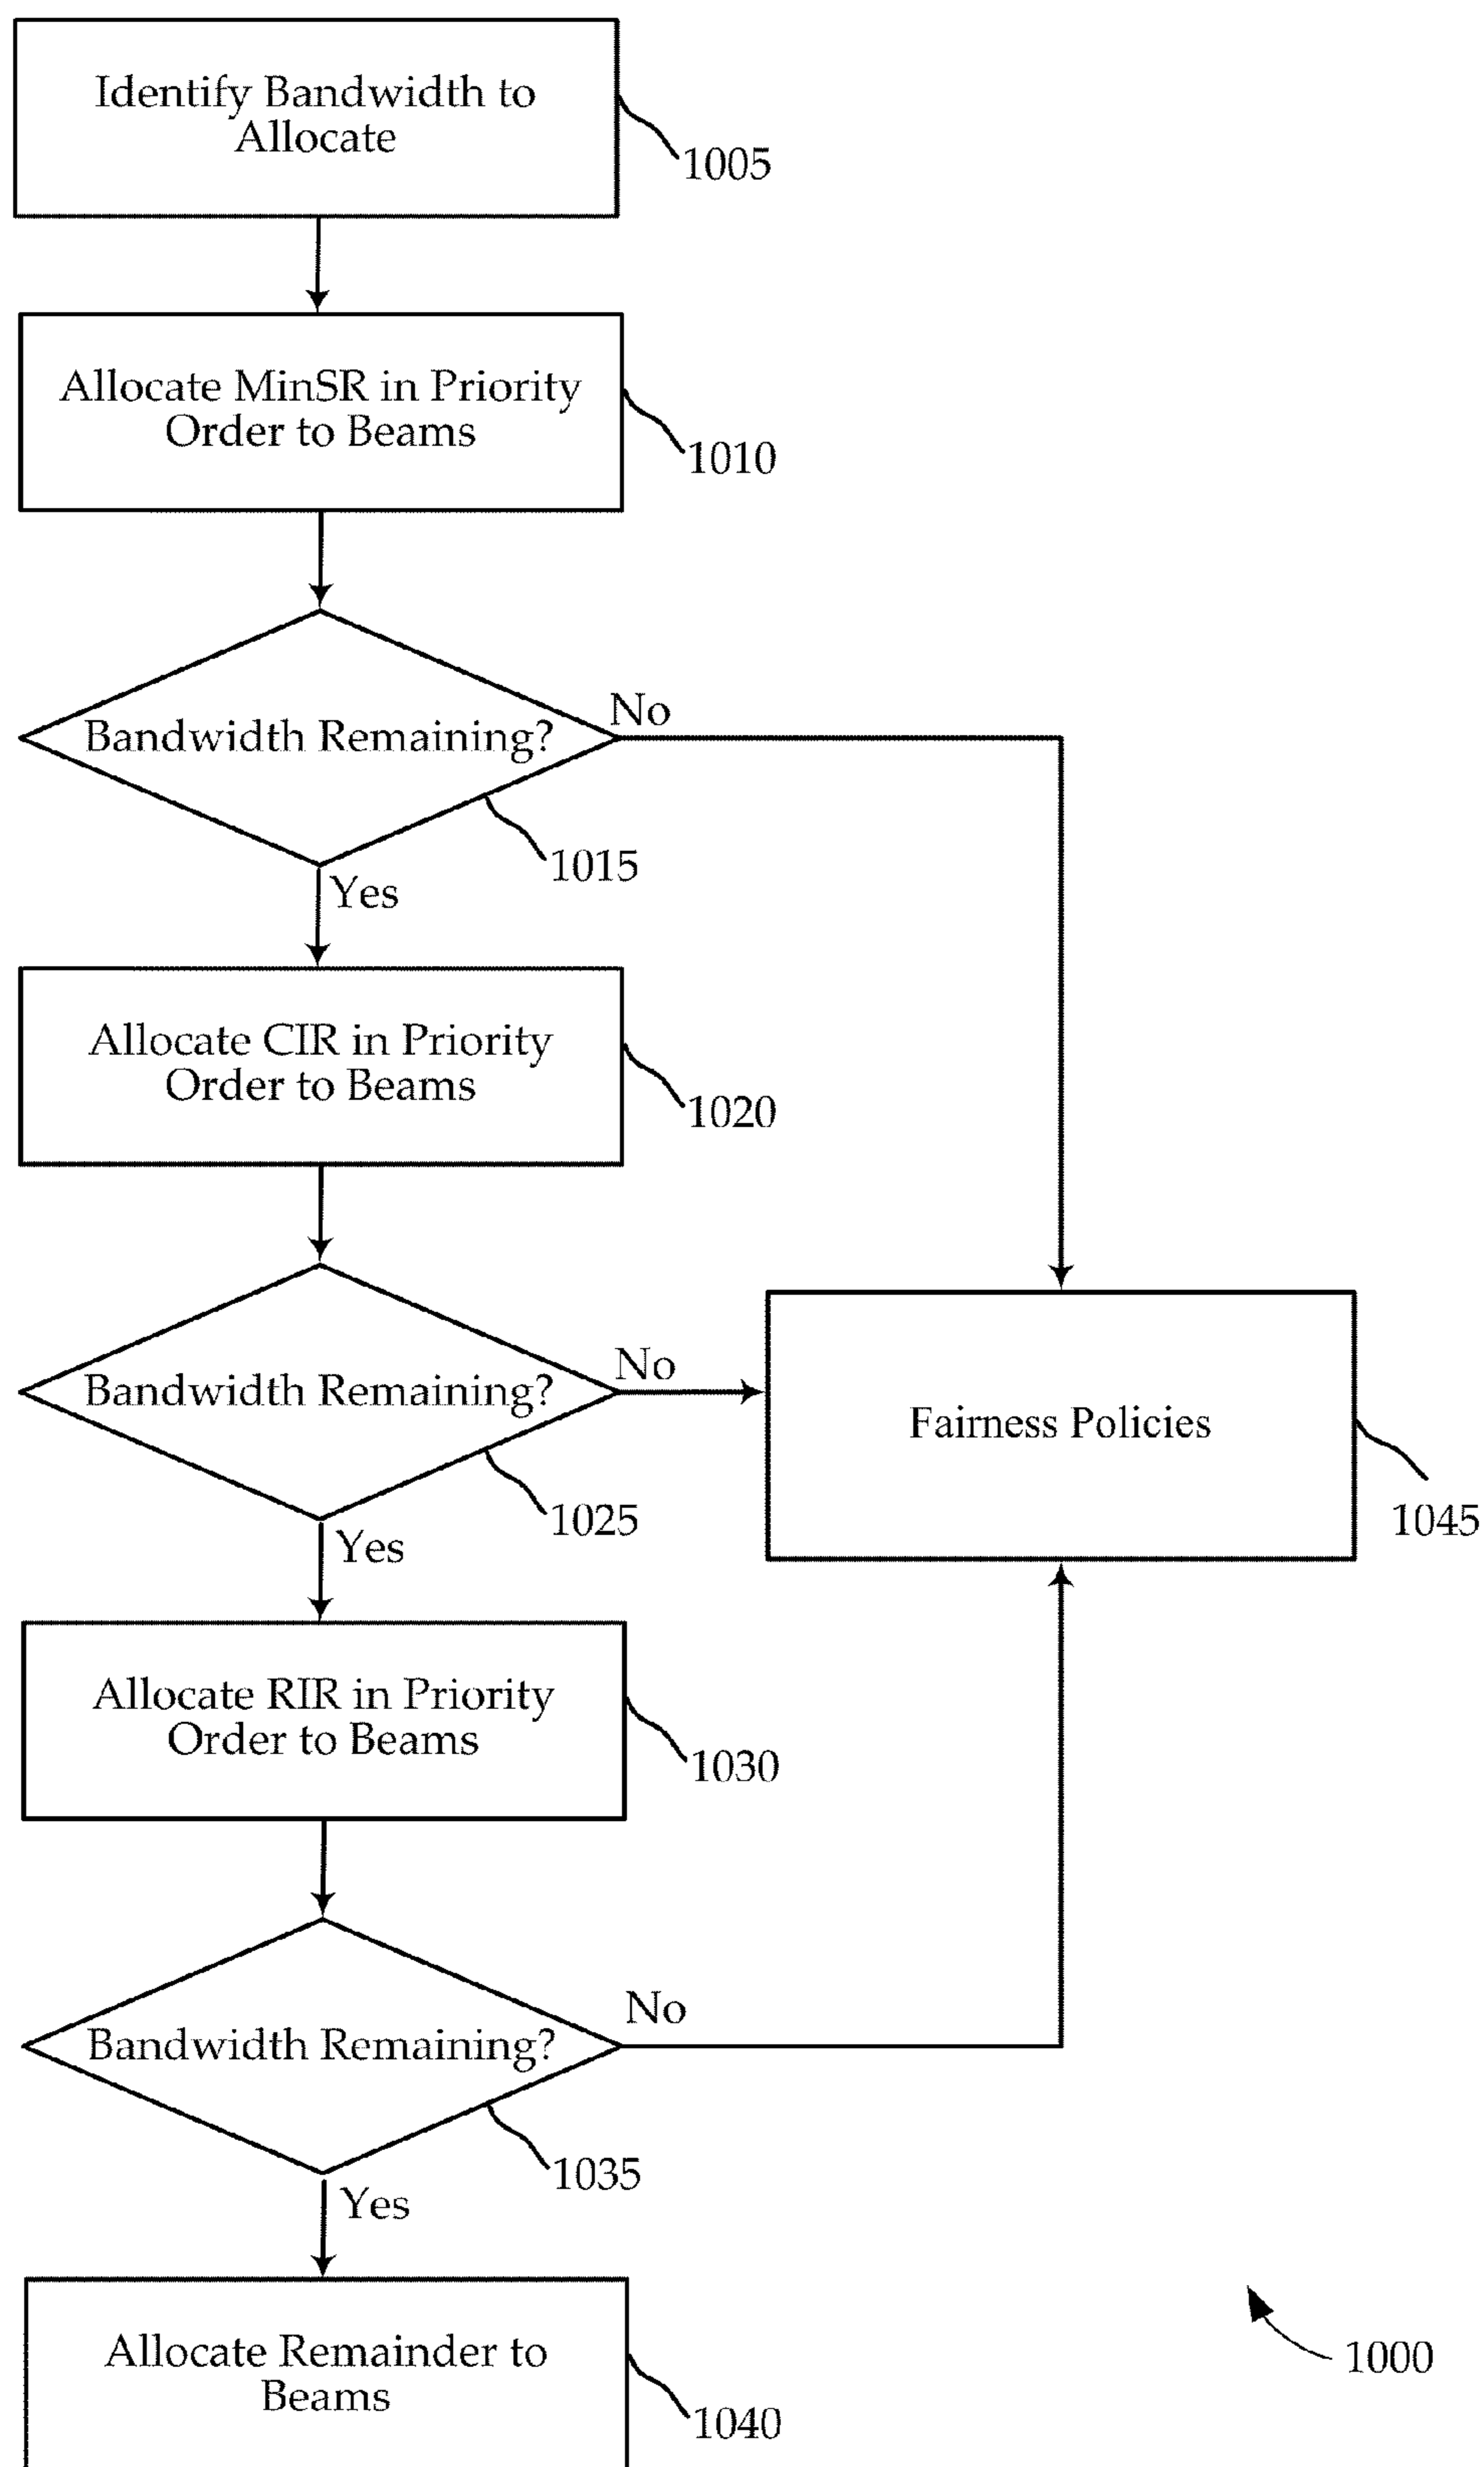 Identify Bandwidth to
Allocate
1005
Allocate MinSR in Priority
Order to Beams
1010
Bandwidth Remaining?
No
1015
Yes
Allocate CIR in Priority
Order to Beams
1020
Bandwidth Remaining?
No
Fairness Policies
1025
1045
Yes
Allocate RIR in Priority
Order to Beams
1030
Bandwidth Remaining?
No
1035
Yes
Allocate Remainder to
Beams
1040
1000